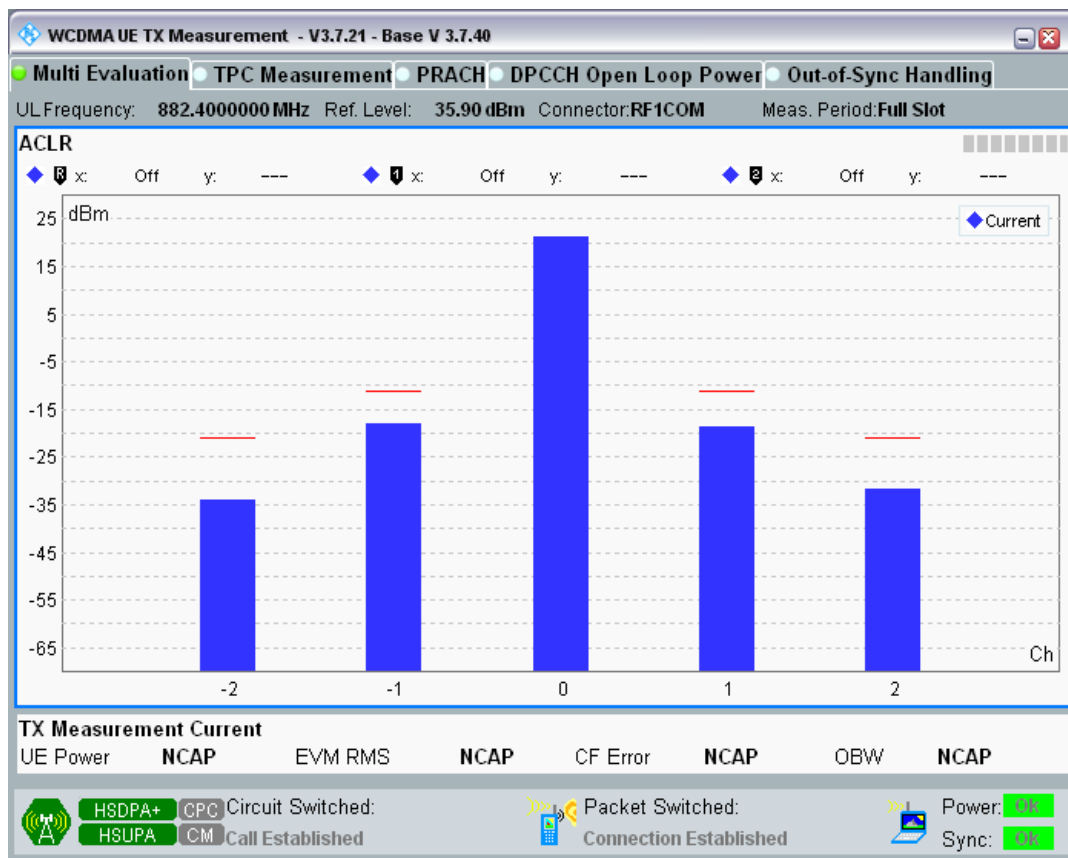 WCDMA UE TX Measurement - V3.7.21 - Base V 3.7.40
Multi Evaluation TPC Measurement PRACH DPCCH Open Loop Power Out-of-Sync Handling
UL Frequency: 882.4000000 MHz Ref. Level: 35.90 dBm Connector:RF1COM Meas. Period:Full Slot
ACLR
R x: Off y: --- 1 x: Off y: --- 2 x: Off y: ---
dBm
Current
25
15
5
-5
-15
-25
-35
-45
-55
-65
Ch
-2 -1 0 1 2
TX Measurement Current
UE Power NCAP EVM RMS NCAP CF Error NCAP OBW NCAP
HSDPA+ CPC Circuit Switched: Packet Switched: Power: OK
HSUPA CM Call Established Connection Established Sync: OK